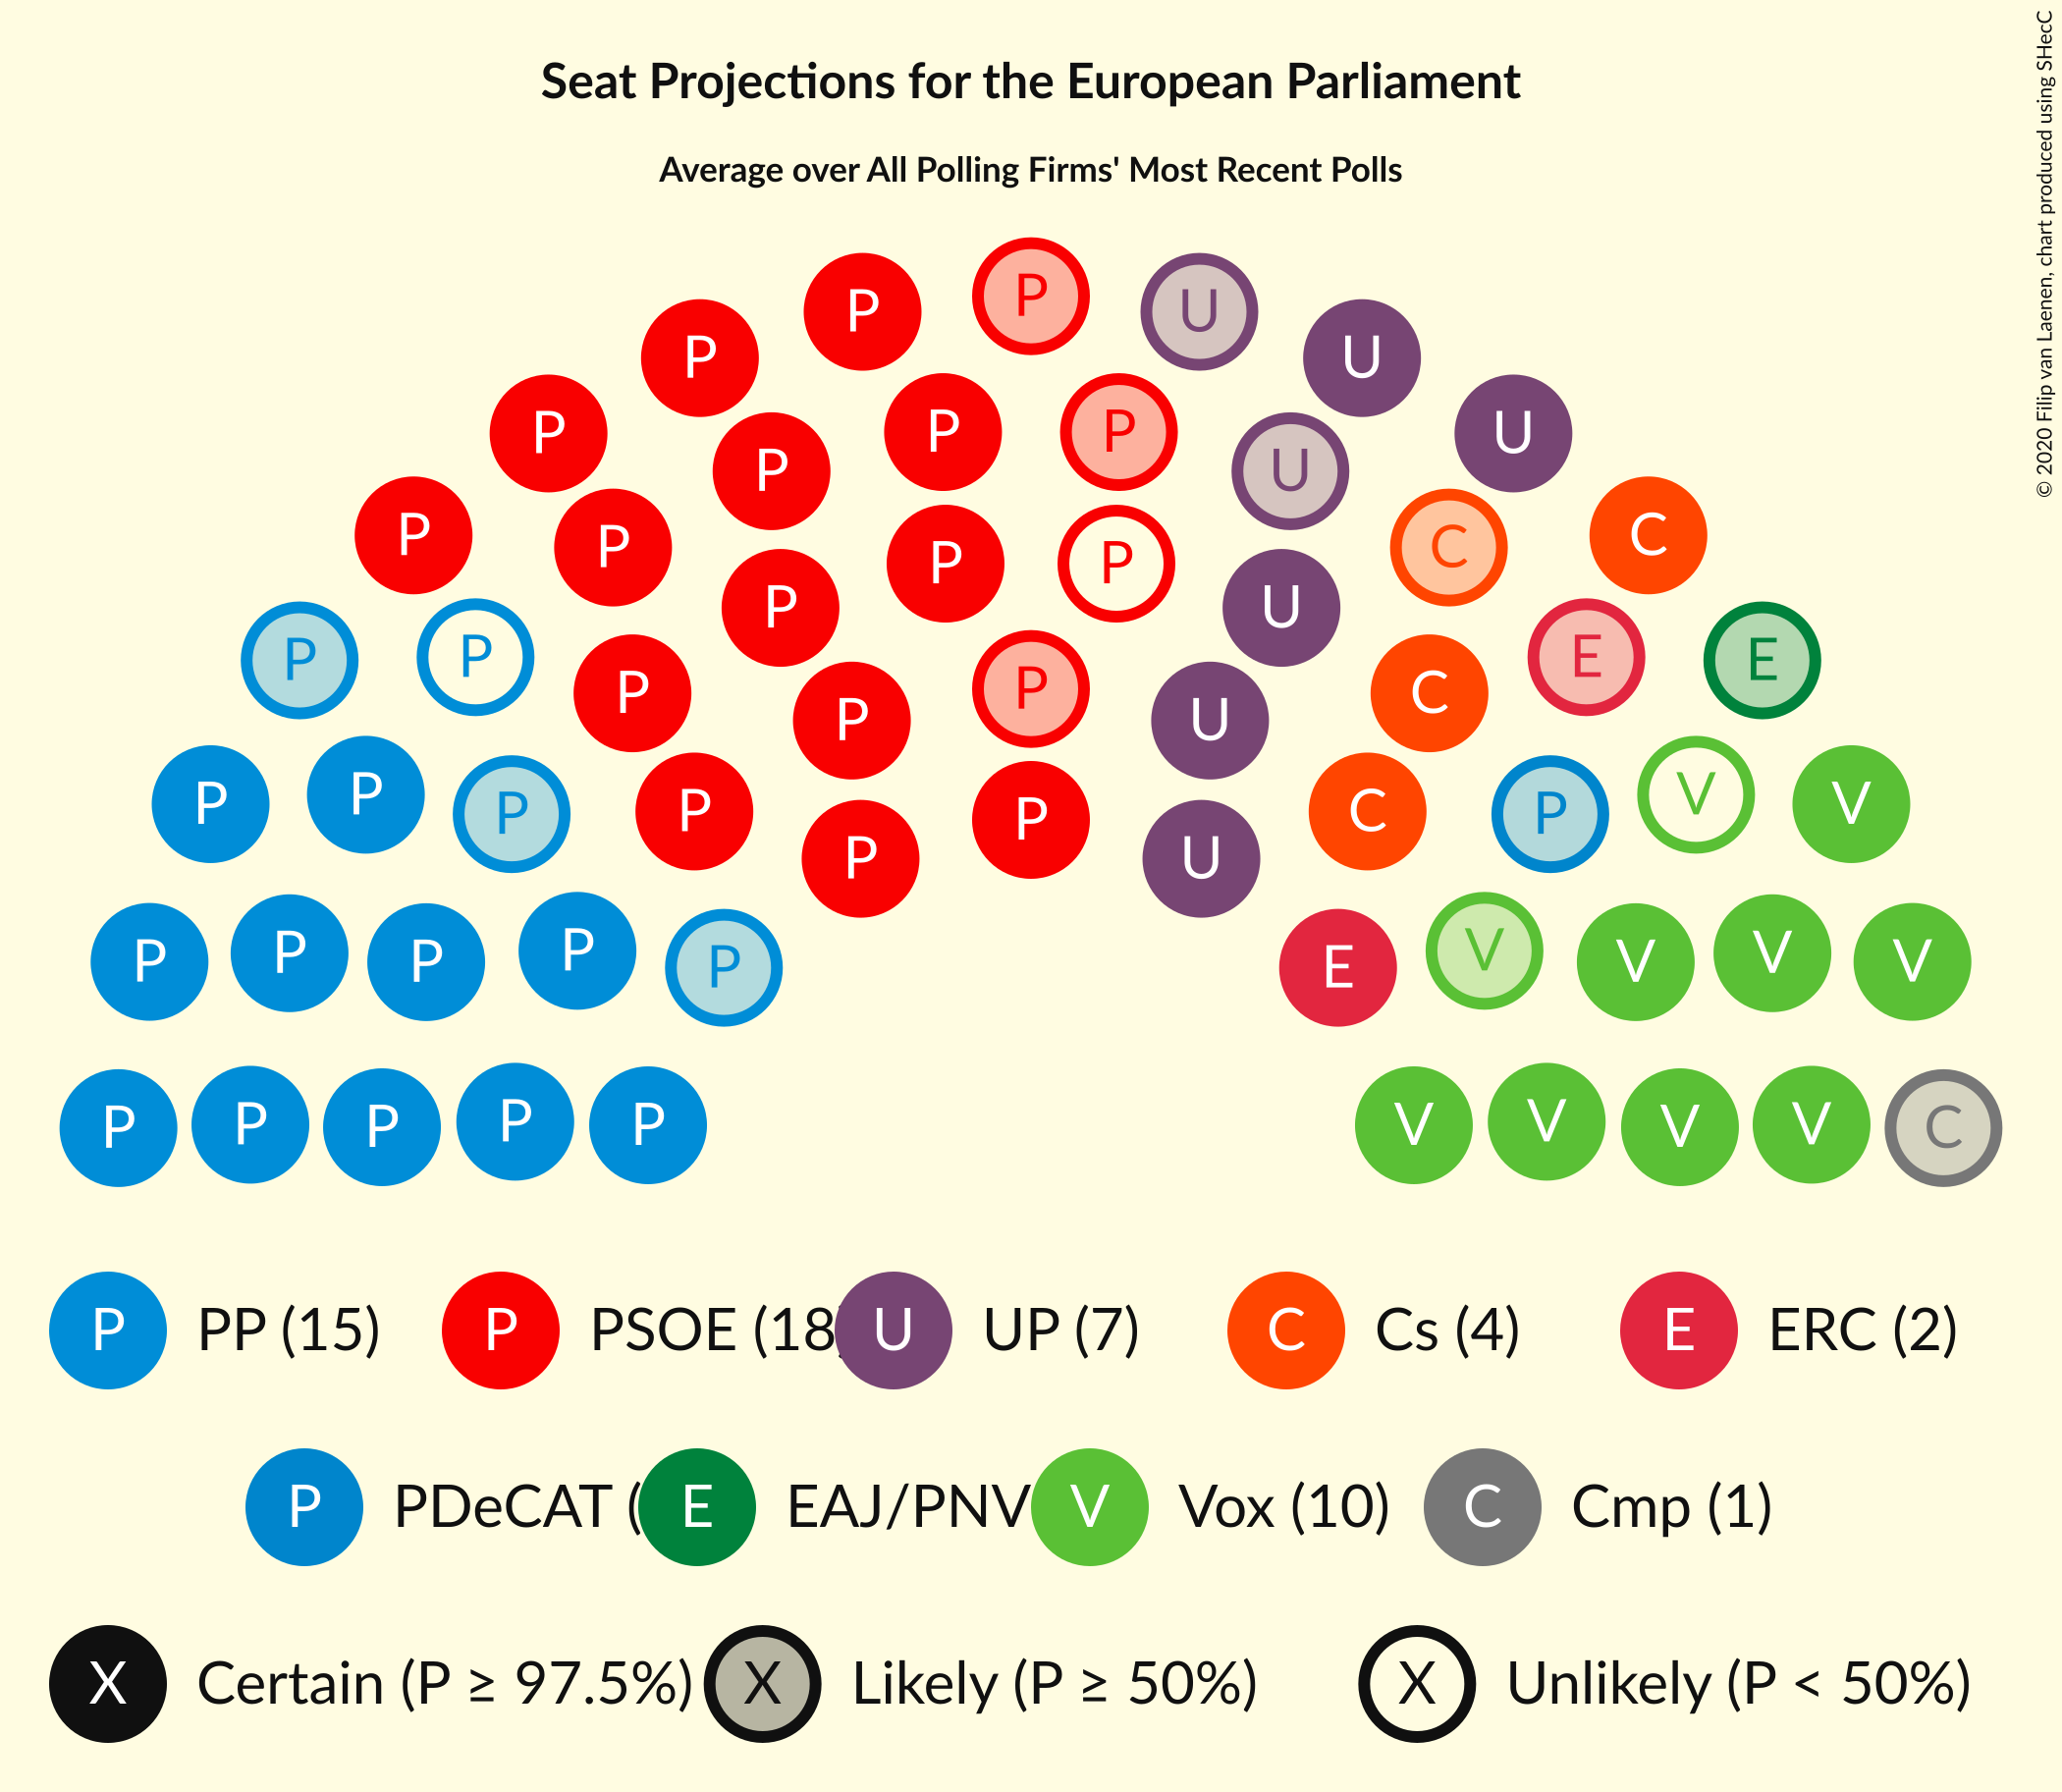 Seat Projections for the European Parliament
Average over All Polling Firms' Most Recent Polls
© 2020 Filip van Laenen, chart produced using SHecC
P U
P U
P P U
P P U
P P C
P P U C
P P P U
P P E E
P P P C
P P U
P P P P C P V V
P P P U
P P P P P E V V V V
P P P P P V V V V C
P PP (15) P PSOE (18 U UP (7) C Cs (4) E ERC (2)
P PDeCAT ( E EAJ/PNV V Vox (10) C Cmp (1)
X Certain (P ≥ 97.5%) X Likely (P ≥ 50%) X Unlikely (P < 50%)